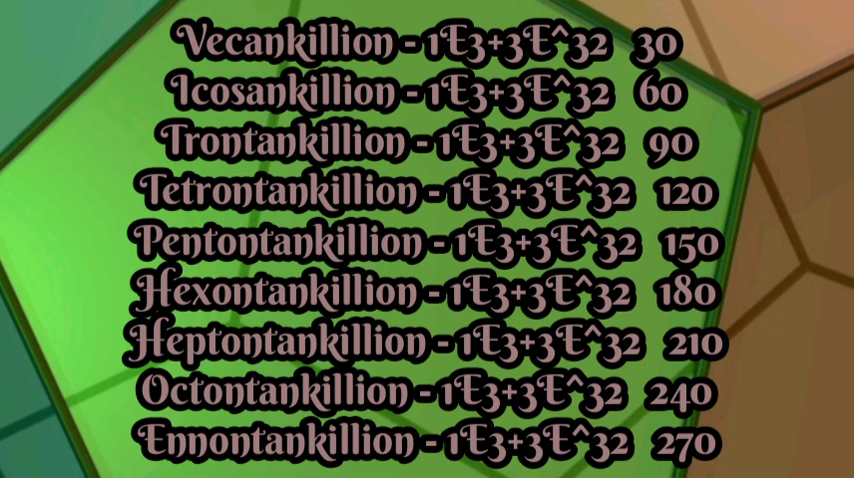 Vecankillion - 1E3+3E^32 30
Icosankillion - 1E3+3E^32 60
Trontankillion - 1E3+3E^32 90
Tetrontankillion - 1E3+3E^32 120
Pentontankillion - 1E3+3E^32 150
Hexontankillion - 1E3+3E^32 180
Heptontankillion - 1E3+3E^32 210
Octontankillion - 1E3+3E^32 240
Ennontankillion - 1E3+3E^32 270